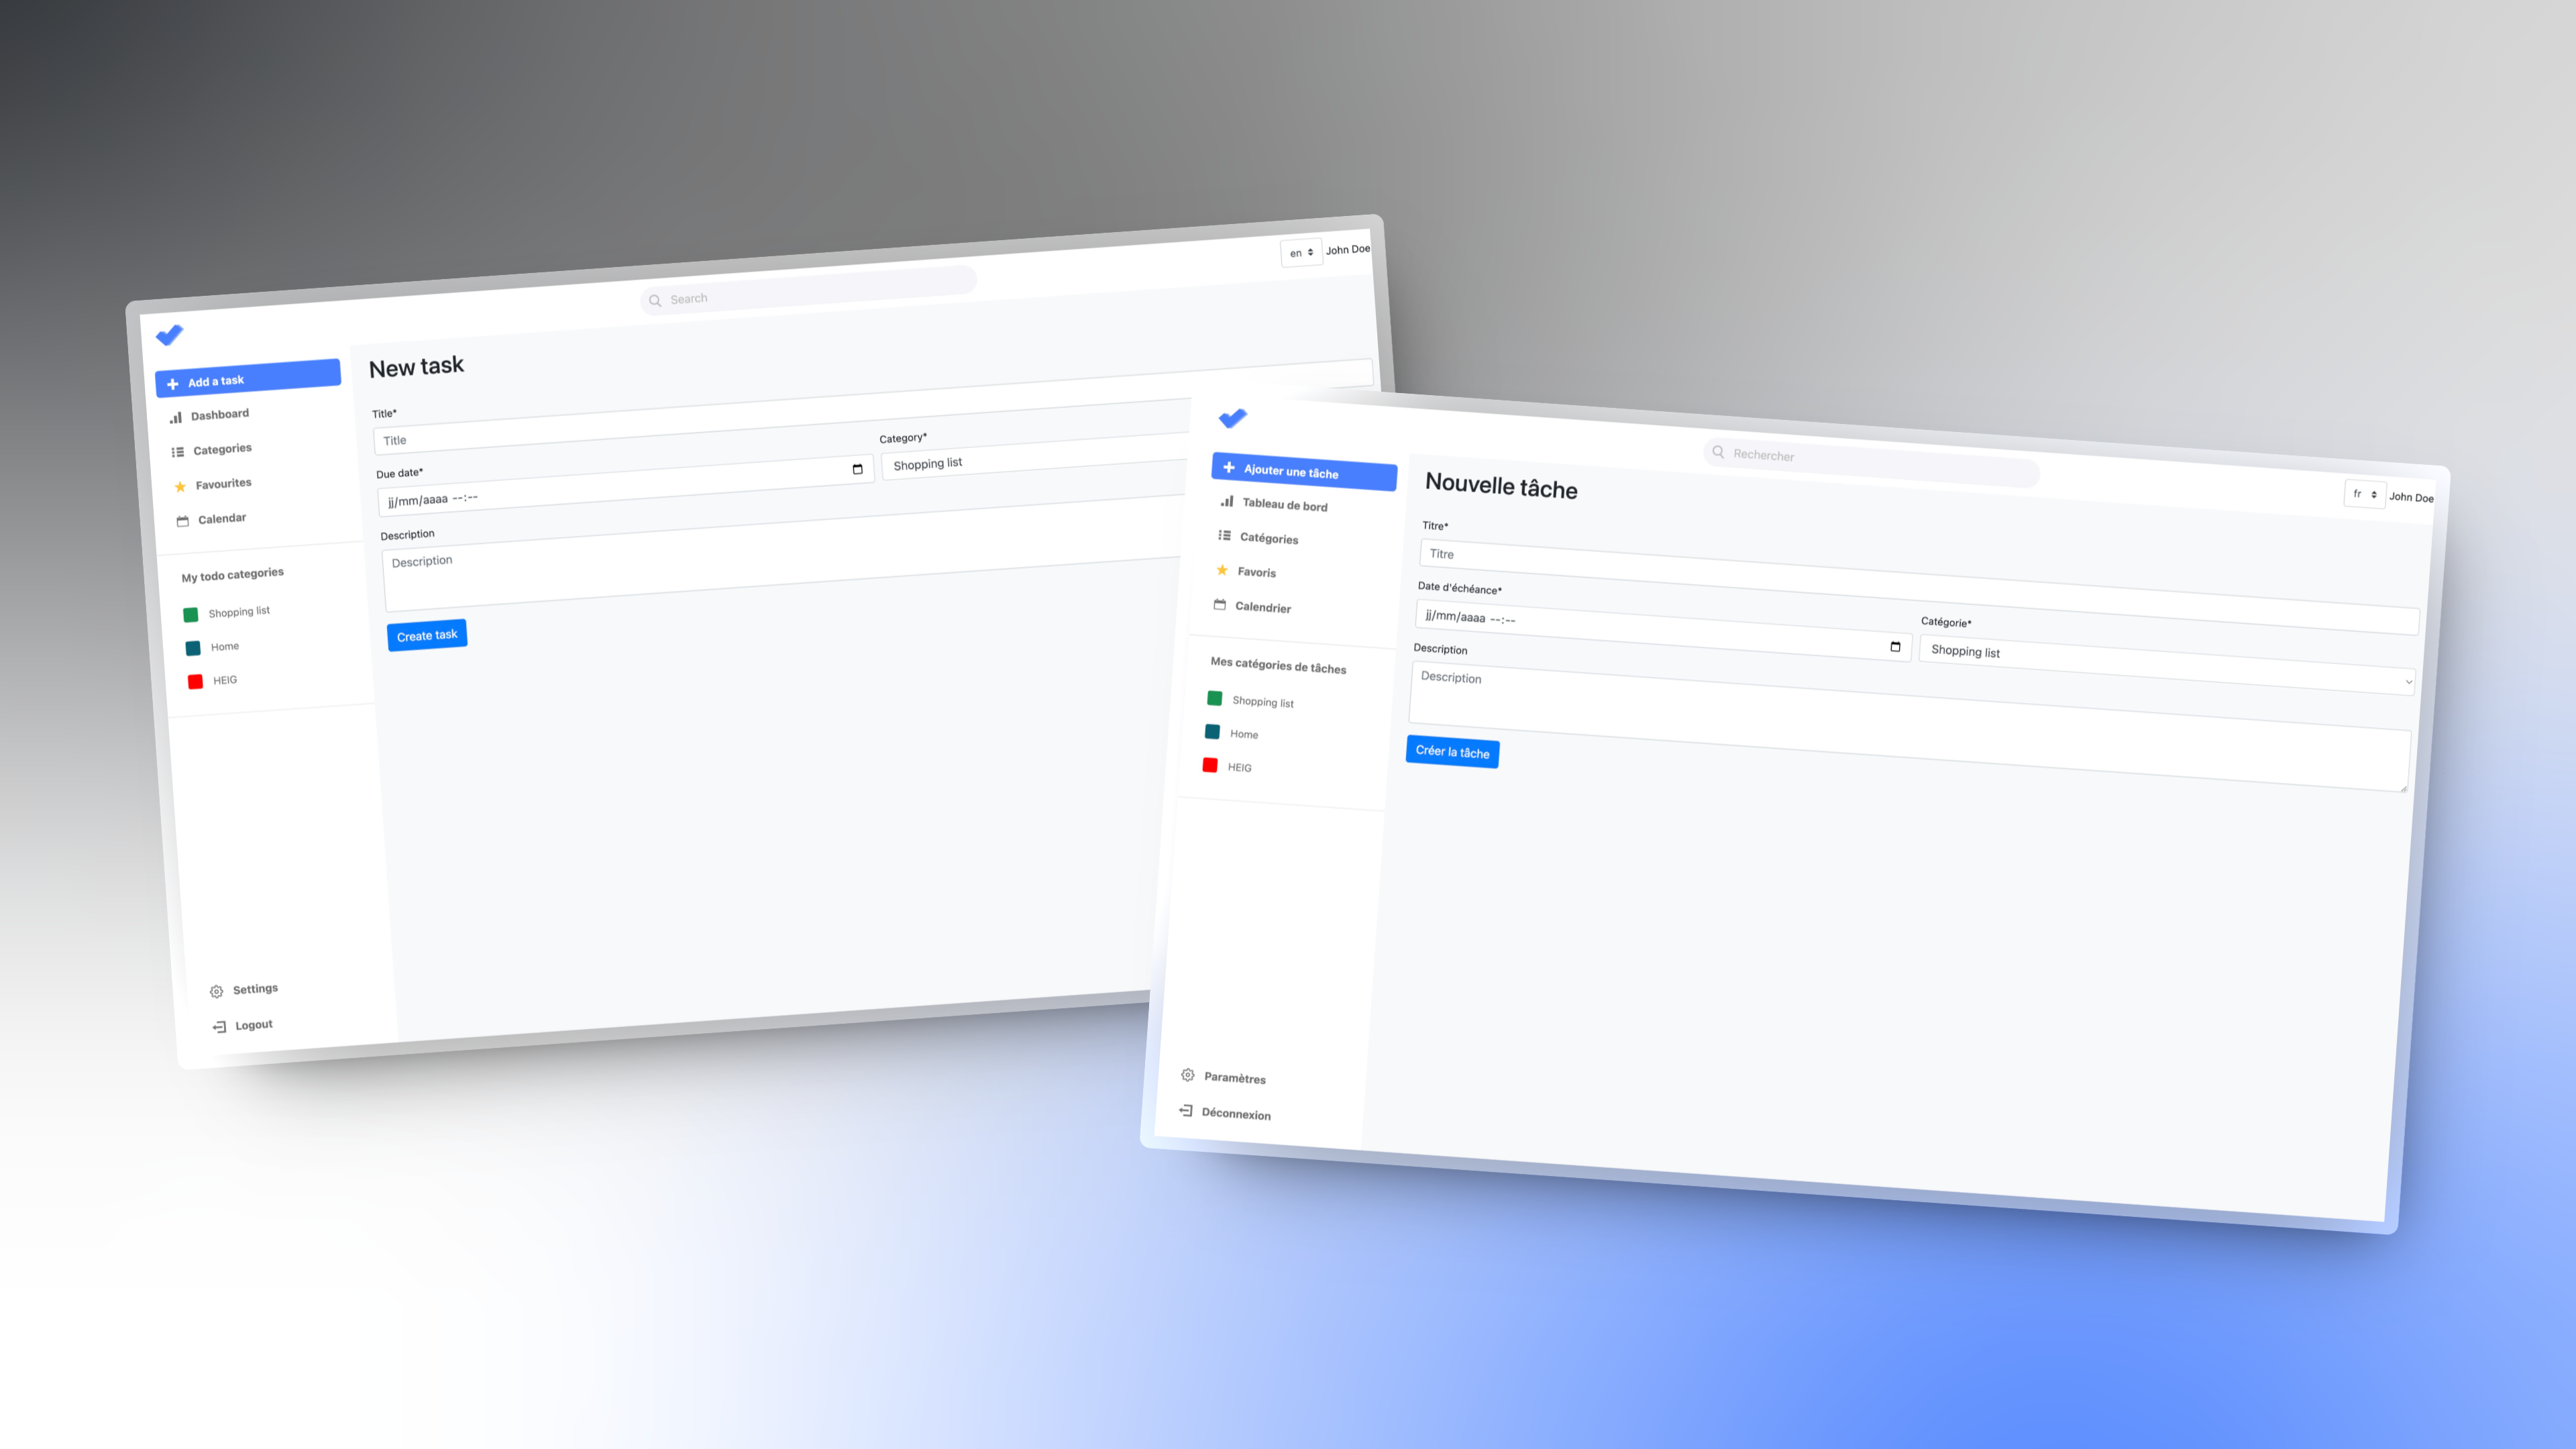 Search
en
John Doe
Add a task
Dashboard
Categories
Favourites
Calendar
My todo categories
Shopping list
Home
HEIG
Settings
Logout
New task
Title*
Title
Due date*
jj/mm/aaaa --:--
Category*
Shopping list
Description
Description
Create task
Rechercher
fr
John Doe
Ajouter une tâche
Tableau de bord
Catégories
Favoris
Calendrier
Mes catégories de tâches
Shopping list
Home
HEIG
Paramètres
Déconnexion
Nouvelle tâche
Titre*
Titre
Date d'échéance*
jj/mm/aaaa --:--
Catégorie*
Shopping list
Description
Description
Créer la tâche